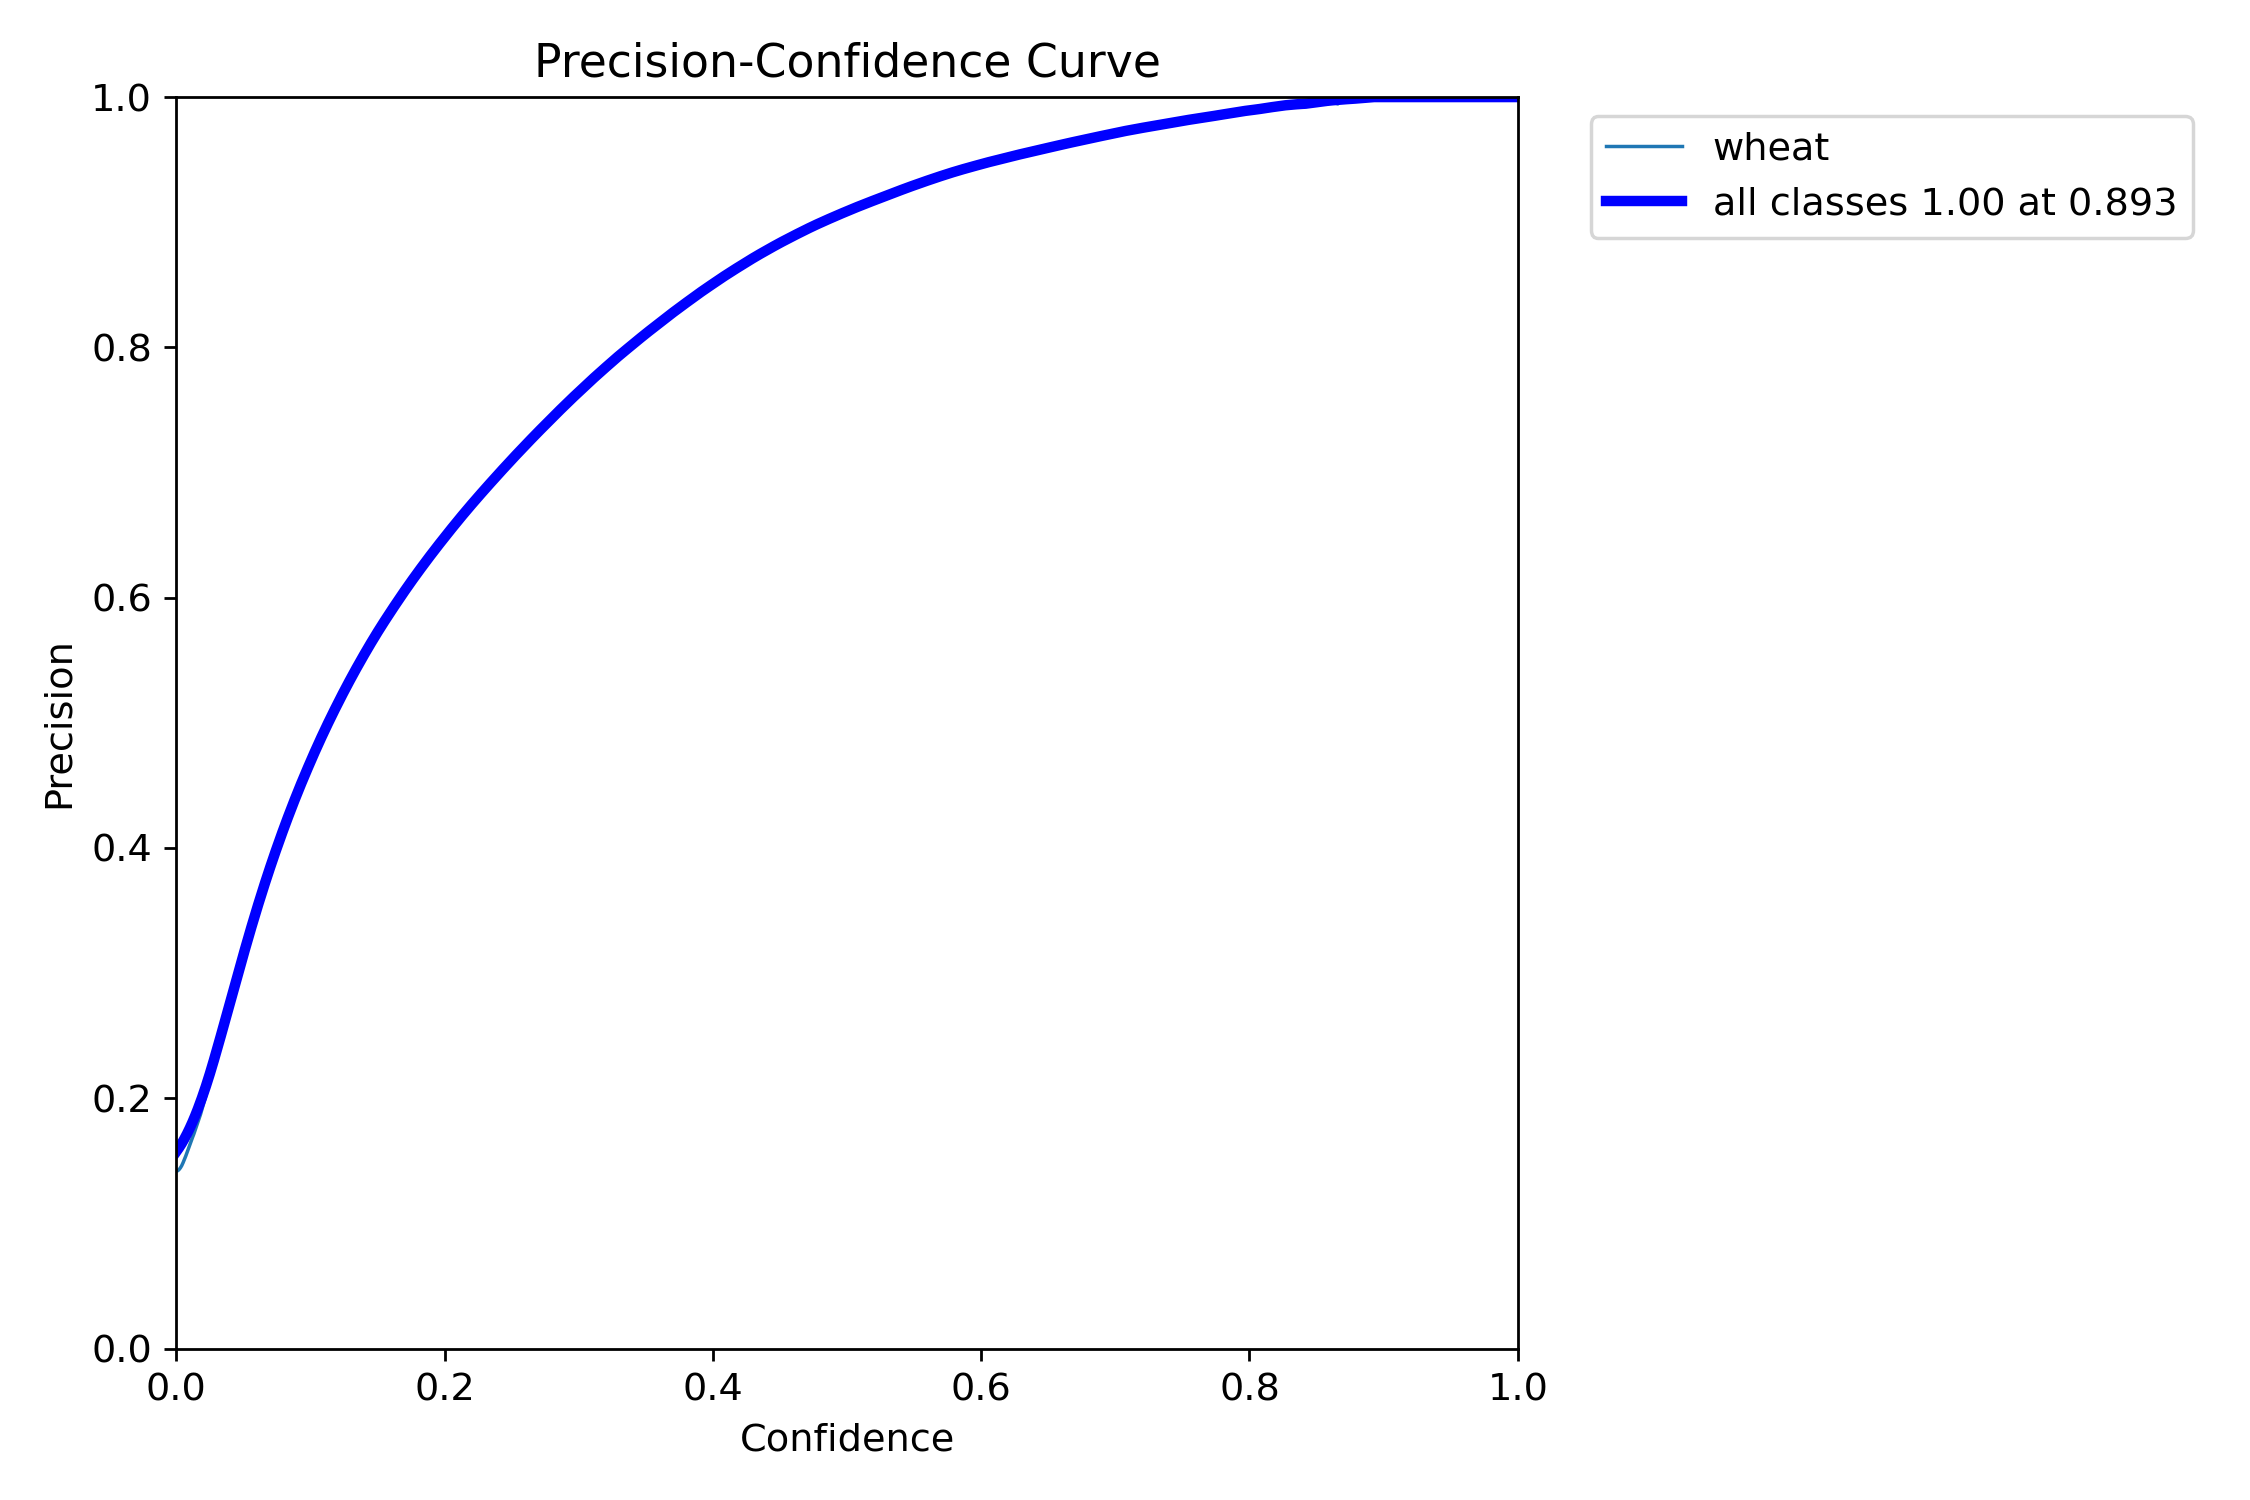 Precision-Confidence Curve
1.0
0.8
0.6
0.4
0.2
0.0
Precision
0.0 0.2 0.4 0.6 0.8 1.0
Confidence
wheat
all classes 1.00 at 0.893